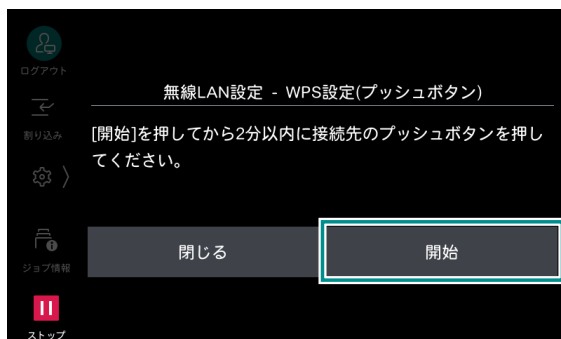 ログアウト
無線LAN設定 - WPS設定(プッシュボタン)
割り込み
[開始]を押してから2分以内に接続先のプッシュボタンを押し
てください。
閉じる
開始
ジョブ情報
ストップ